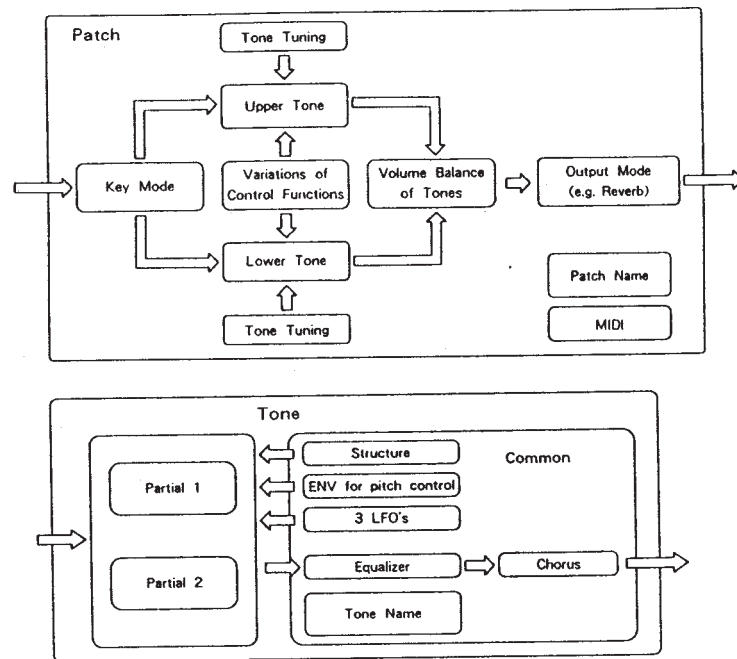 Patch
Tone Tuning
Upper Tone
Key Mode
Variations of
Control Functions
Volume Balance
of Tones
Output Mode
(e.g. Reverb)
Lower Tone
Patch Name
Tone Tuning
MIDI
Tone
Structure
Common
Partial 1
ENV for pitch control
3 LFO's
Partial 2
Equalizer
Chorus
Tone Name